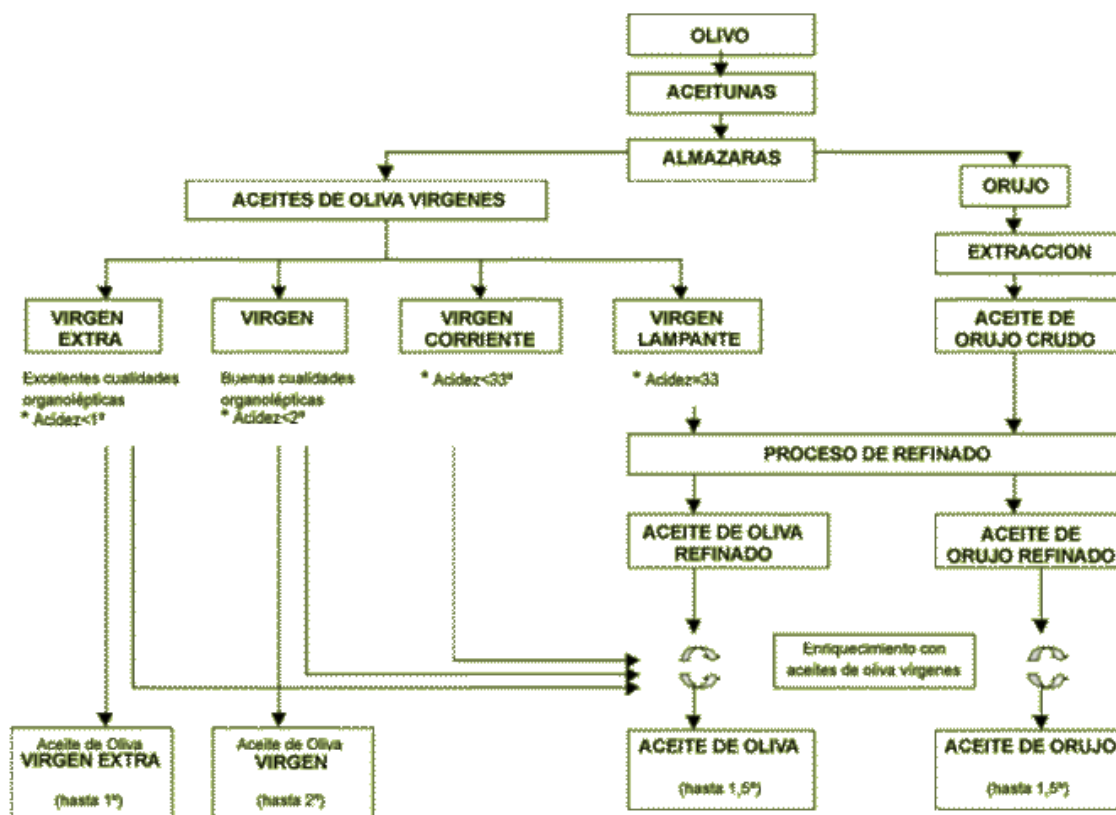 OLIVO
ACEITUNAS
ALMAZARAS
ACEITES DE OLIVA VIRGENES
ORUJO
EXTRACCION
VIRGEN
EXTRA
VIRGEN
VIRGEN
CORRIENTE
VIRGEN
LAMPANTE
ACEITE DE
ORUJO CRUDO
Excelentes cualidades
organolépticas
* Acidez<1º
Buenas cualidades
organolépticas
* Acidez<2º
* Acidez<33º
* Acidez=33
PROCESO DE REFINADO
ACEITE DE OLIVA
REFINADO
ACEITE DE
ORUJO REFINADO
Enriquecimiento con
aceites de oliva vírgenes
Aceite de Oliva
VIRGEN EXTRA
(hasta 1º)
Aceite de Oliva
VIRGEN
(hasta 2º)
ACEITE DE OLIVA
(hasta 1,5º)
ACEITE DE ORUJO
(hasta 1,5º)